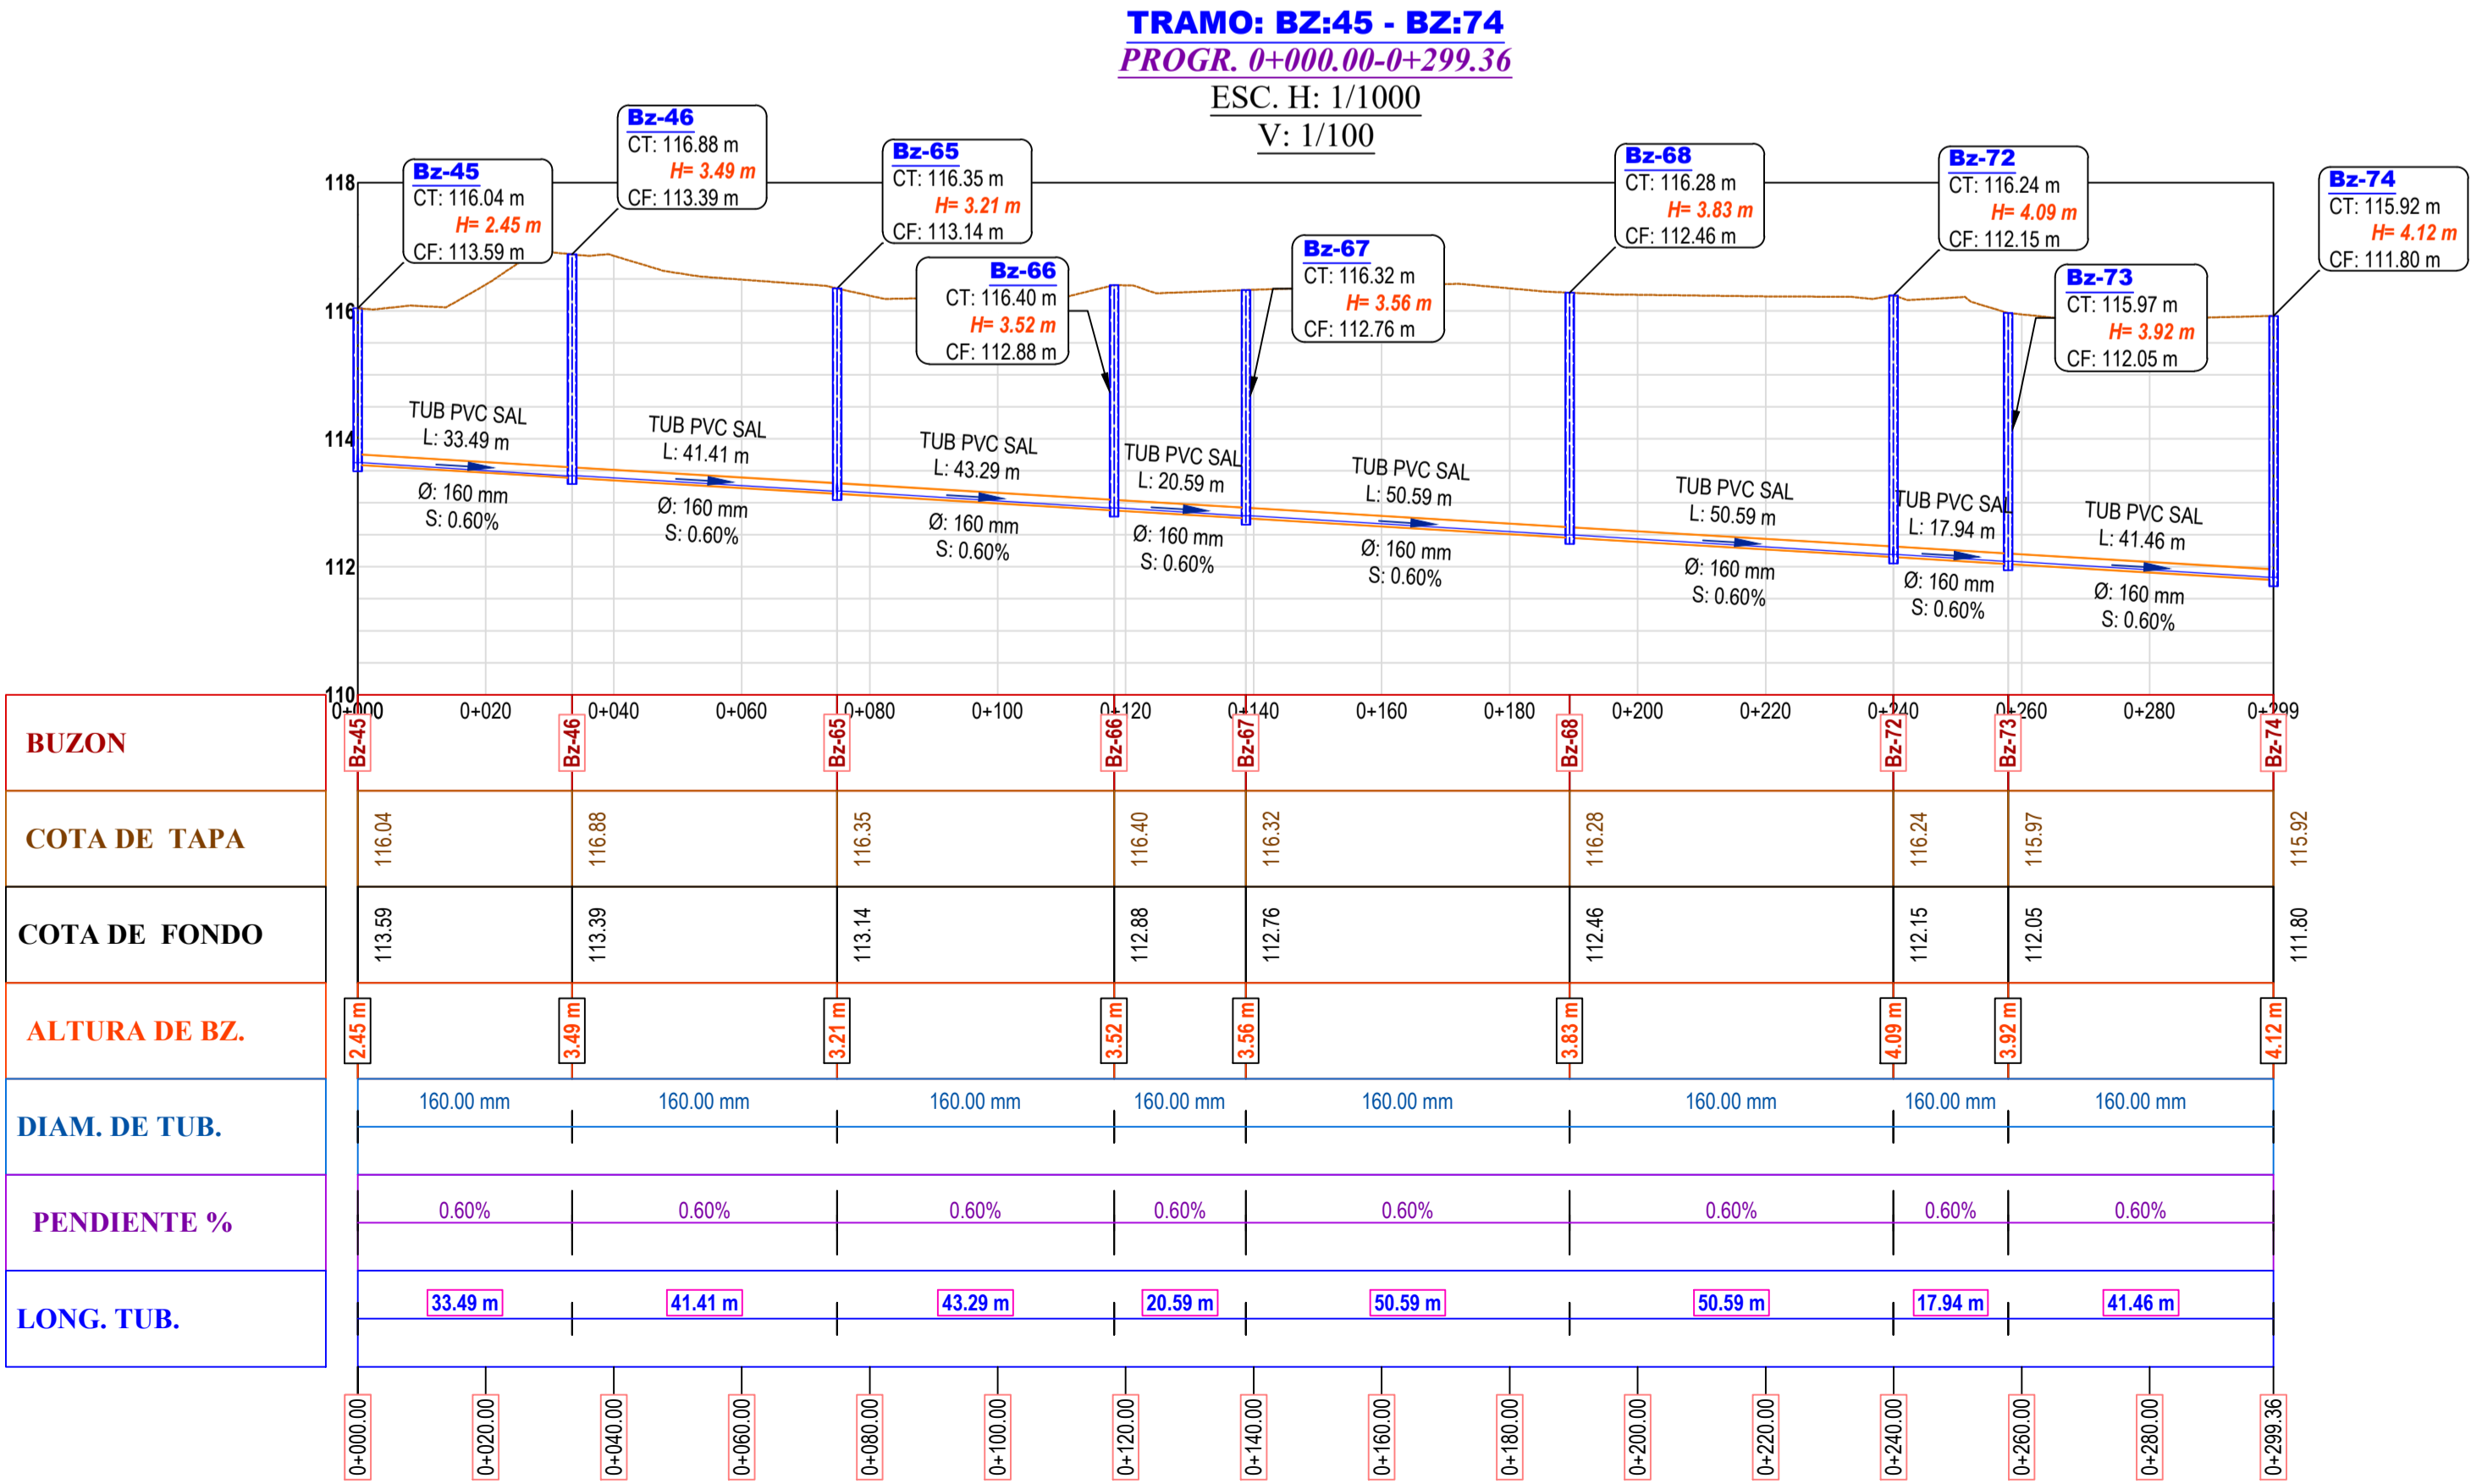 TRAMO: BZ:45 - BZ:74
PROGR. 0+000.00-0+299.36
ESC. H: 1/1000
V: 1/100
Bz-45
CT: 116.04 m
H= 2.45 m
CF: 113.59 m
Bz-46
CT: 116.88 m
H= 3.49 m
CF: 113.39 m
Bz-65
CT: 116.35 m
H= 3.21 m
CF: 113.14 m
Bz-66
CT: 116.40 m
H= 3.52 m
CF: 112.88 m
Bz-67
CT: 116.32 m
H= 3.56 m
CF: 112.76 m
Bz-68
CT: 116.28 m
H= 3.83 m
CF: 112.46 m
Bz-72
CT: 116.24 m
H= 4.09 m
CF: 112.15 m
Bz-73
CT: 115.97 m
H= 3.92 m
CF: 112.05 m
Bz-74
CT: 115.92 m
H= 4.12 m
CF: 111.80 m
118
116
114
112
110
TUB PVC SAL
L: 33.49 m
Ø: 160 mm
S: 0.60%
TUB PVC SAL
L: 41.41 m
Ø: 160 mm
S: 0.60%
TUB PVC SAL
L: 43.29 m
Ø: 160 mm
S: 0.60%
TUB PVC SAL
L: 20.59 m
Ø: 160 mm
S: 0.60%
TUB PVC SAL
L: 50.59 m
Ø: 160 mm
S: 0.60%
TUB PVC SAL
L: 50.59 m
Ø: 160 mm
S: 0.60%
TUB PVC SAL
L: 17.94 m
Ø: 160 mm
S: 0.60%
TUB PVC SAL
L: 41.46 m
Ø: 160 mm
S: 0.60%
0+000 0+020 0+040 0+060 0+080 0+100 0+120 0+140 0+160 0+180 0+200 0+220 0+240 0+260 0+280 0+299
BUZON Bz-45 Bz-46 Bz-65 Bz-66 Bz-67 Bz-68 Bz-72 Bz-73 Bz-74
COTA DE TAPA 116.04 116.88 116.35 116.40 116.32 116.28 116.24 115.97 115.92
COTA DE FONDO 113.59 113.39 113.14 112.88 112.76 112.46 112.15 112.05 111.80
ALTURA DE BZ. 2.45 m 3.49 m 3.21 m 3.52 m 3.56 m 3.83 m 4.09 m 3.92 m 4.12 m
DIAM. DE TUB. 160.00 mm 160.00 mm 160.00 mm 160.00 mm 160.00 mm 160.00 mm 160.00 mm 160.00 mm
PENDIENTE % 0.60% 0.60% 0.60% 0.60% 0.60% 0.60% 0.60% 0.60%
LONG. TUB. 33.49 m 41.41 m 43.29 m 20.59 m 50.59 m 50.59 m 17.94 m 41.46 m
0+000.00 0+020.00 0+040.00 0+060.00 0+080.00 0+100.00 0+120.00 0+140.00 0+160.00 0+180.00 0+200.00 0+220.00 0+240.00 0+260.00 0+280.00 0+299.36